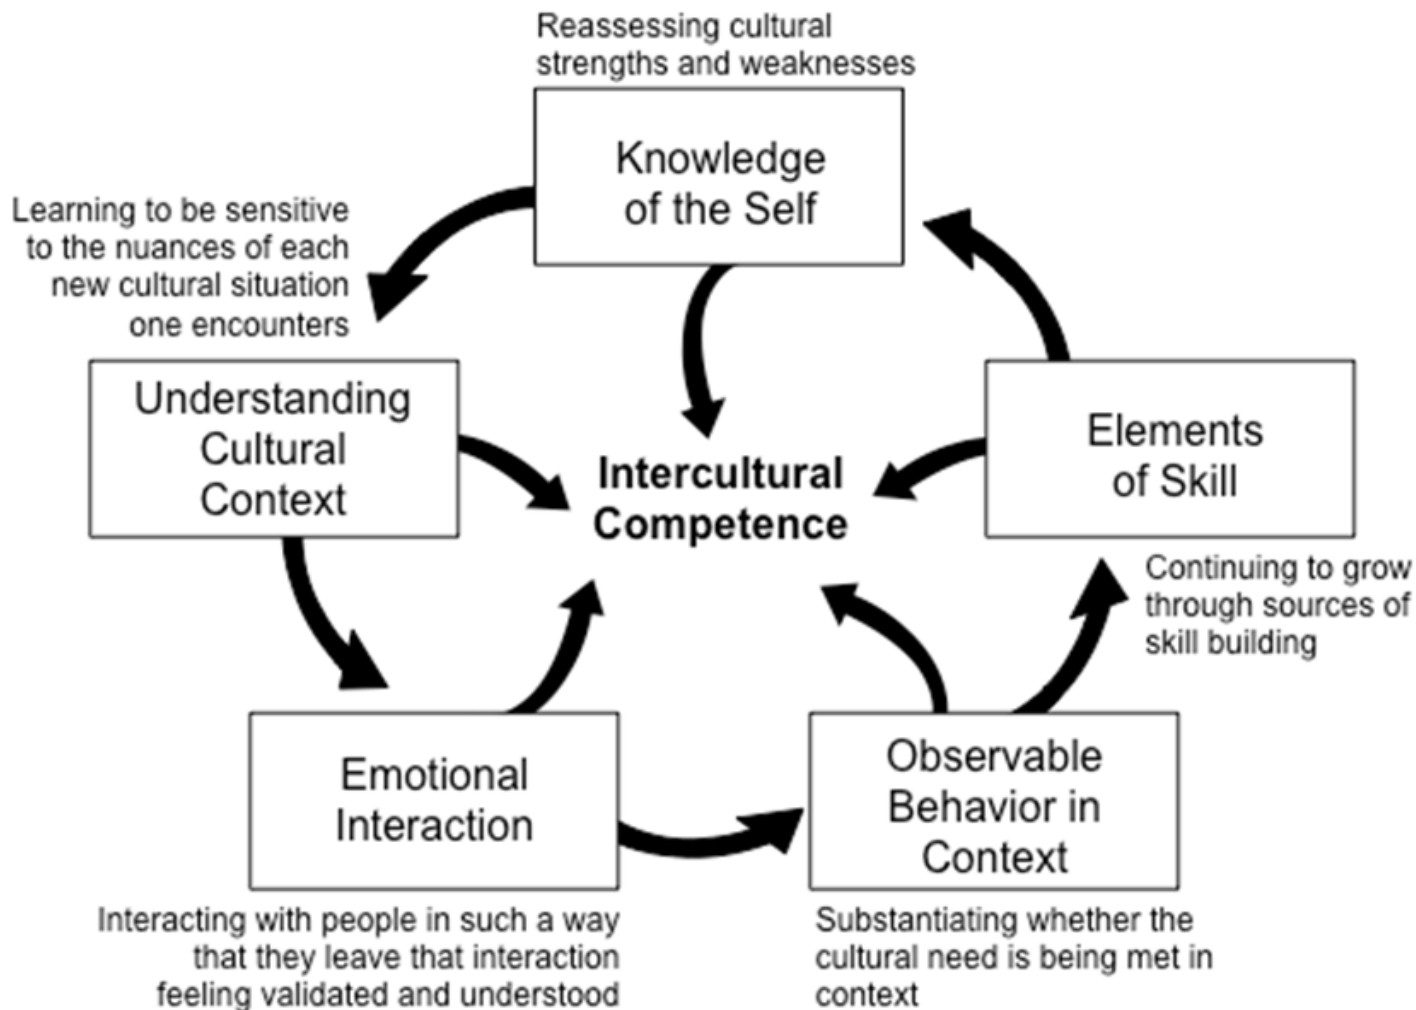 Reassessing cultural
strengths and weaknesses
Knowledge
of the Self
Learning to be sensitive
to the nuances of each
new cultural situation
one encounters
Understanding
Cultural
Context
Intercultural
Competence
Elements
of Skill
Continuing to grow
through sources of
skill building
Emotional
Interaction
Interacting with people in such a way
that they leave that interaction
feeling validated and understood
Observable
Behavior in
Context
Substantiating whether the
cultural need is being met in
context